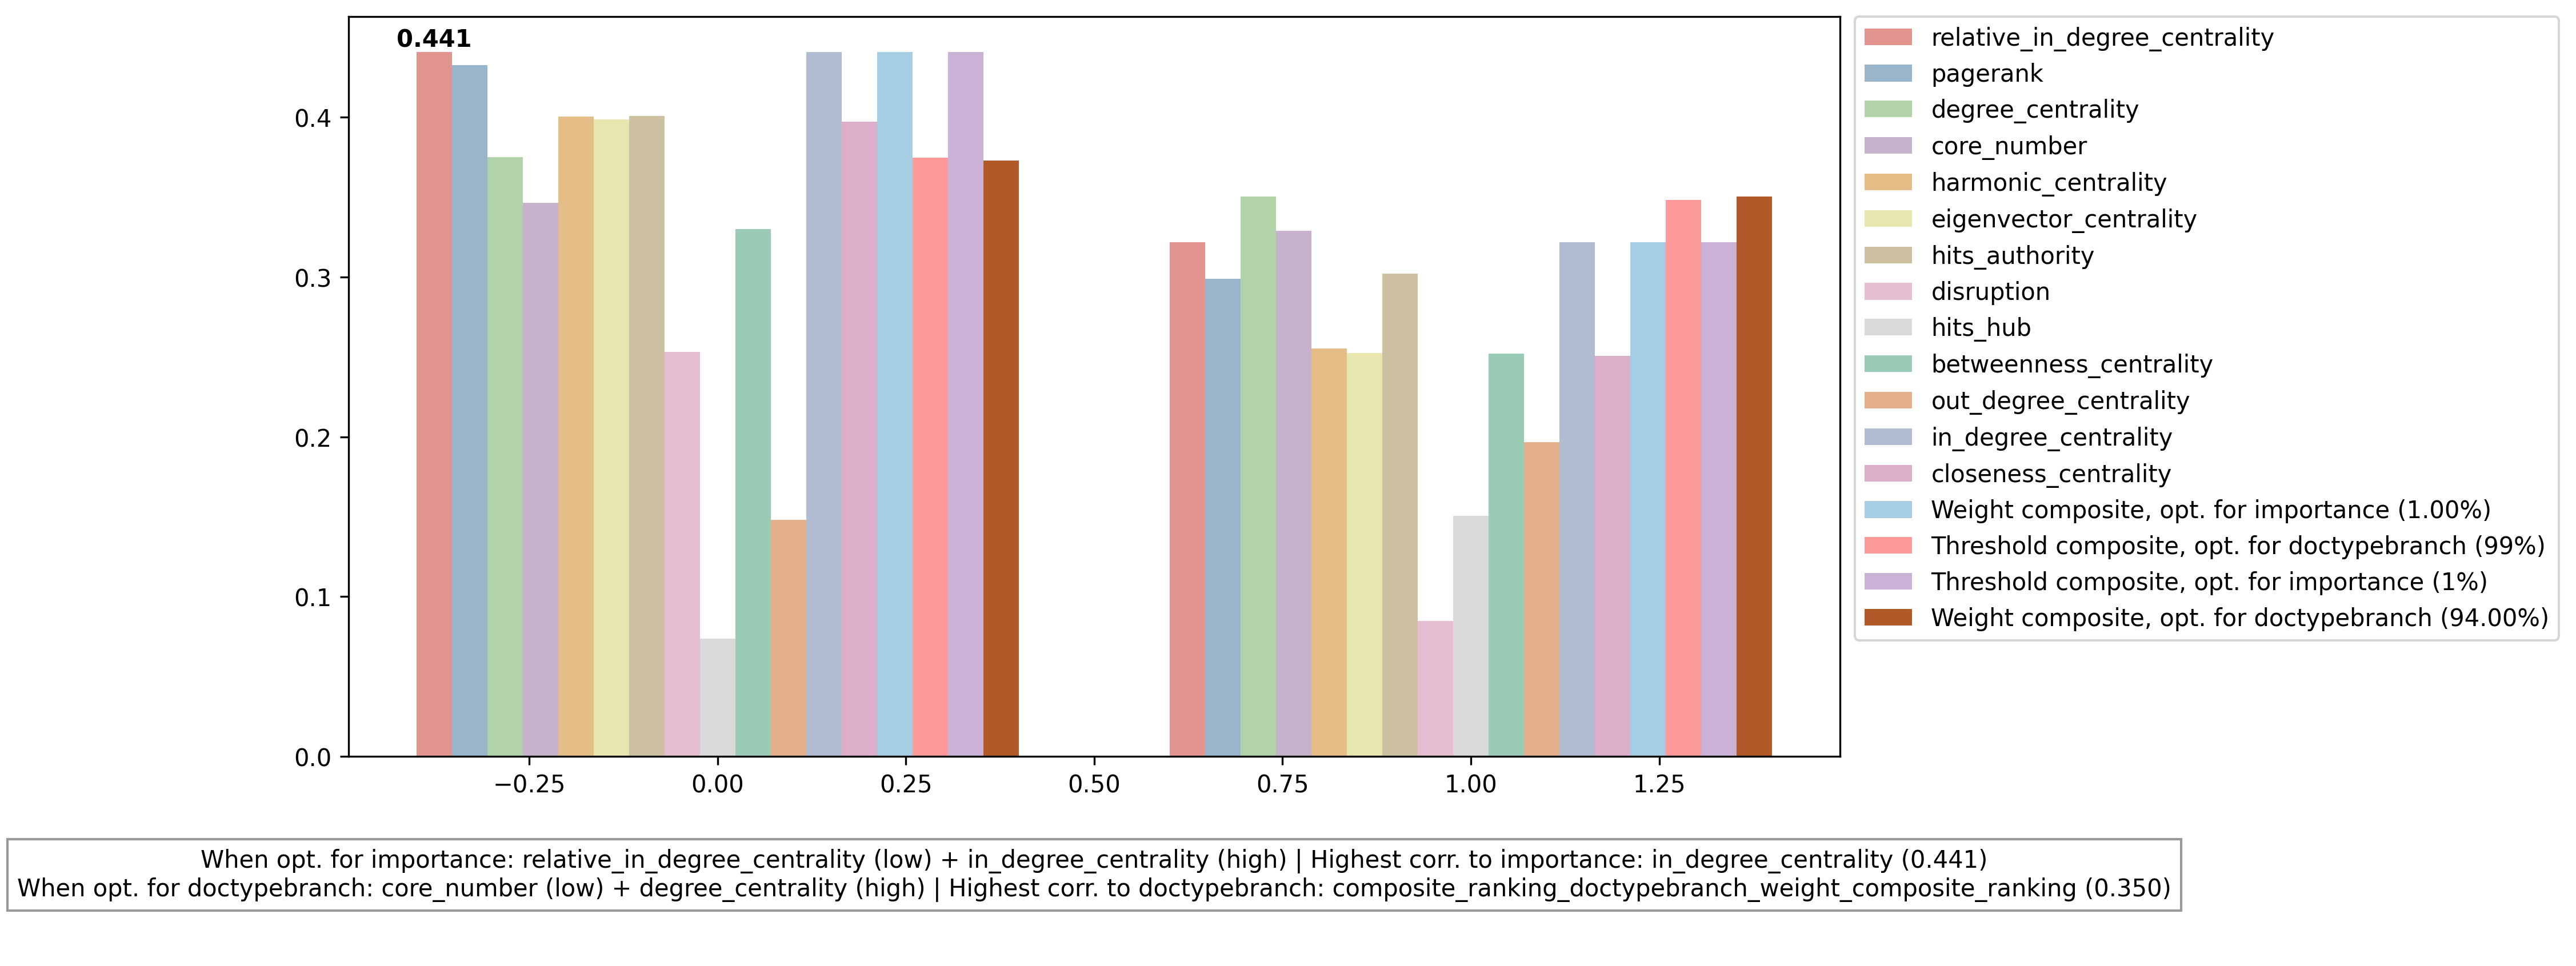 0.441
0.4
0.3
0.2
0.1
0.0
−0.25
0.00
0.25
0.50
0.75
1.00
1.25
relative_in_degree_centrality
pagerank
degree_centrality
core_number
harmonic_centrality
eigenvector_centrality
hits_authority
disruption
hits_hub
betweenness_centrality
out_degree_centrality
in_degree_centrality
closeness_centrality
Weight composite, opt. for importance (1.00%)
Threshold composite, opt. for doctypebranch (99%)
Threshold composite, opt. for importance (1%)
Weight composite, opt. for doctypebranch (94.00%)
When opt. for importance: relative_in_degree_centrality (low) + in_degree_centrality (high) | Highest corr. to importance: in_degree_centrality (0.441)
When opt. for doctypebranch: core_number (low) + degree_centrality (high) | Highest corr. to doctypebranch: composite_ranking_doctypebranch_weight_composite_ranking (0.350)